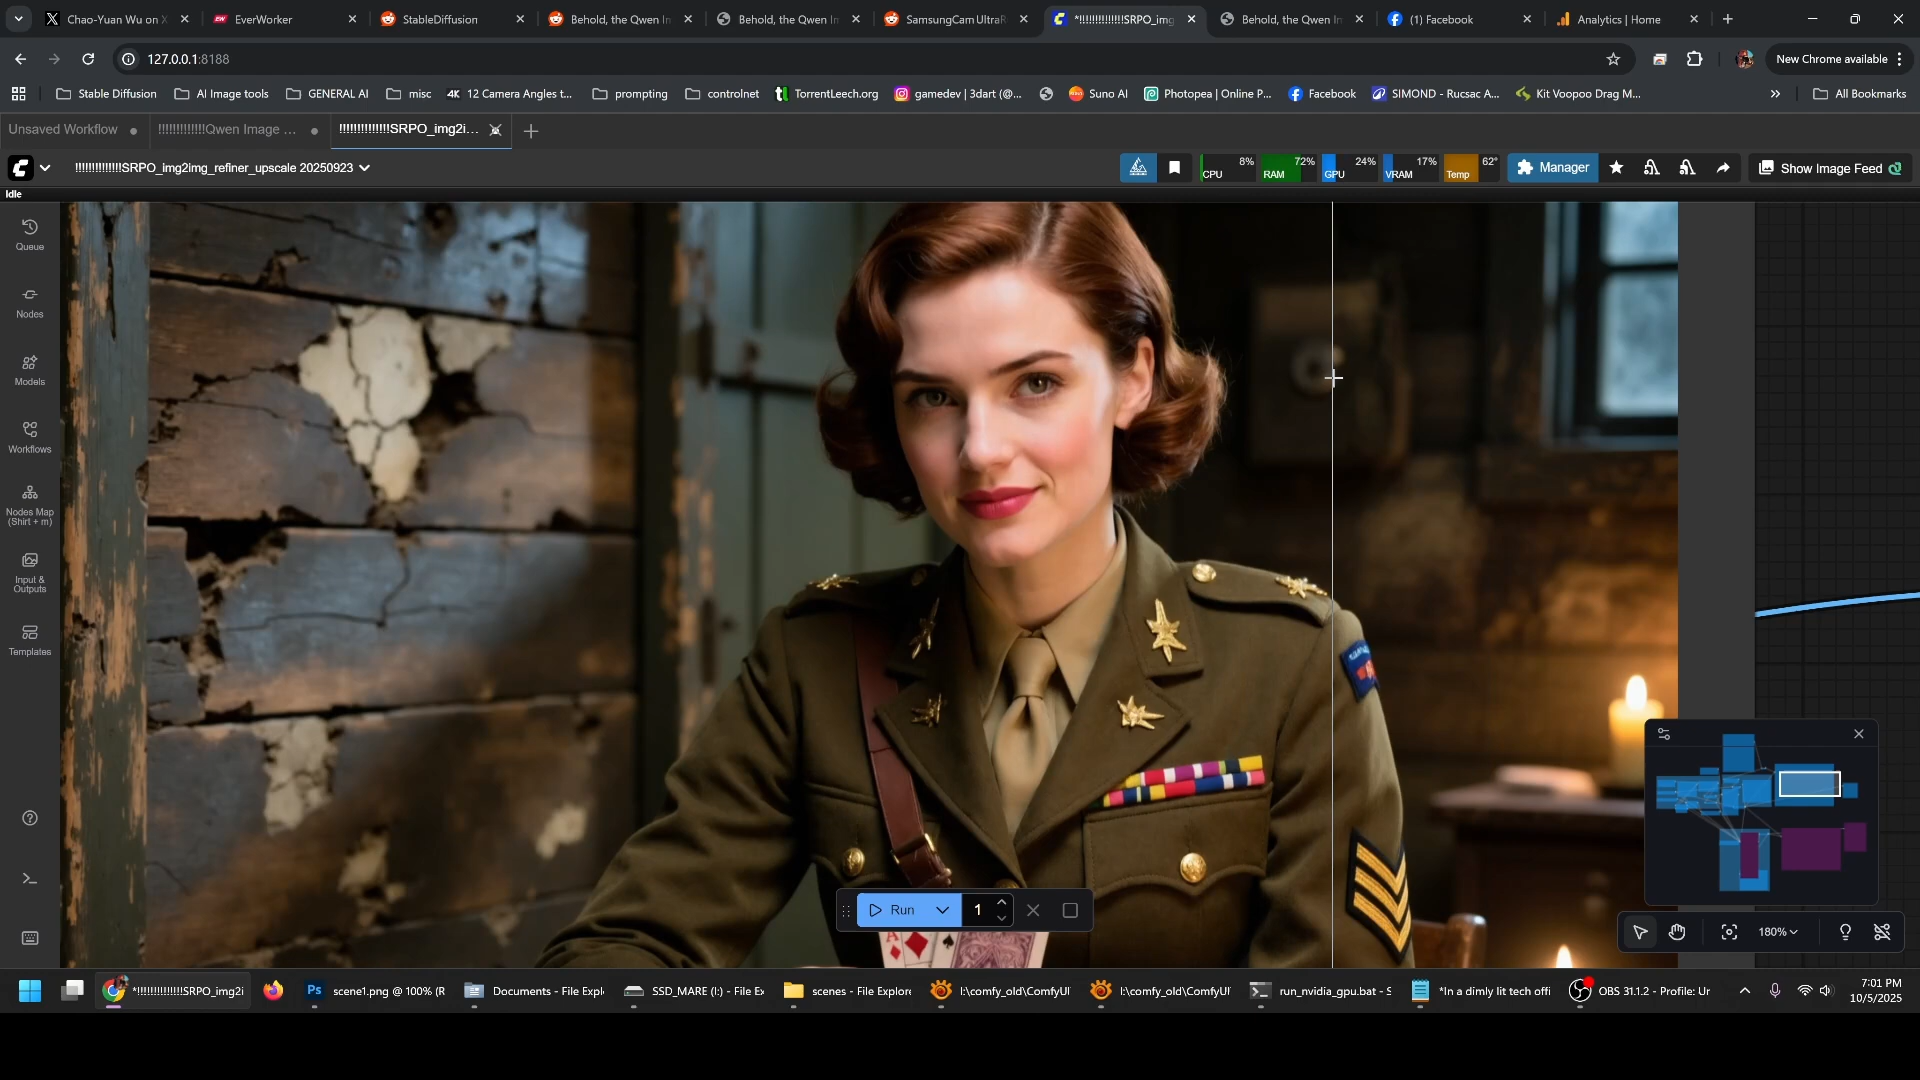 Chao-Yuan Wu on X
EverWorker
StableDiffusion
Behold, the Qwen In
Behold, the Qwen In
SamsungCam UltraR
*!!!!!!!!!!!!!!SRPO_img
Behold, the Qwen In
(1) Facebook
Analytics | Home
127.0.0.1:8188
New Chrome available
Stable Diffusion
AI Image tools
GENERAL AI
misc
4K 12 Camera Angles t...
prompting
controlnet
TorrentLeech.org
gamedev | 3dart (@...
Suno AI
Photopea | Online P...
Facebook
SIMOND - Rucsac A...
Kit Voopoo Drag M...
All Bookmarks
Unsaved Workflow
!!!!!!!!!!!!!Qwen Image ...
!!!!!!!!!!!!!!SRPO_img2i...
!!!!!!!!!!!!!!SRPO_img2img_refiner_upscale 20250923
CPU 8%
RAM 72%
GPU 24%
VRAM 17%
Temp 62°
Manager
Show Image Feed
Idle
Queue
Nodes
Models
Workflows
Nodes Map
(Shirt + m)
Input &
Outputs
Templates
Run
1
A
180%
*!!!!!!!!!!!!!!SRPO_img2i
Ps scene1.png @ 100% (R
Documents - File Expl
SSD_MARE (I:) - File Ex
scenes - File Explore
I:\comfy_old\ComfyUI
I:\comfy_old\ComfyUI
run_nvidia_gpu.bat - S
*In a dimly lit tech offi
OBS 31.1.2 - Profile: Ur
7:01 PM
10/5/2025